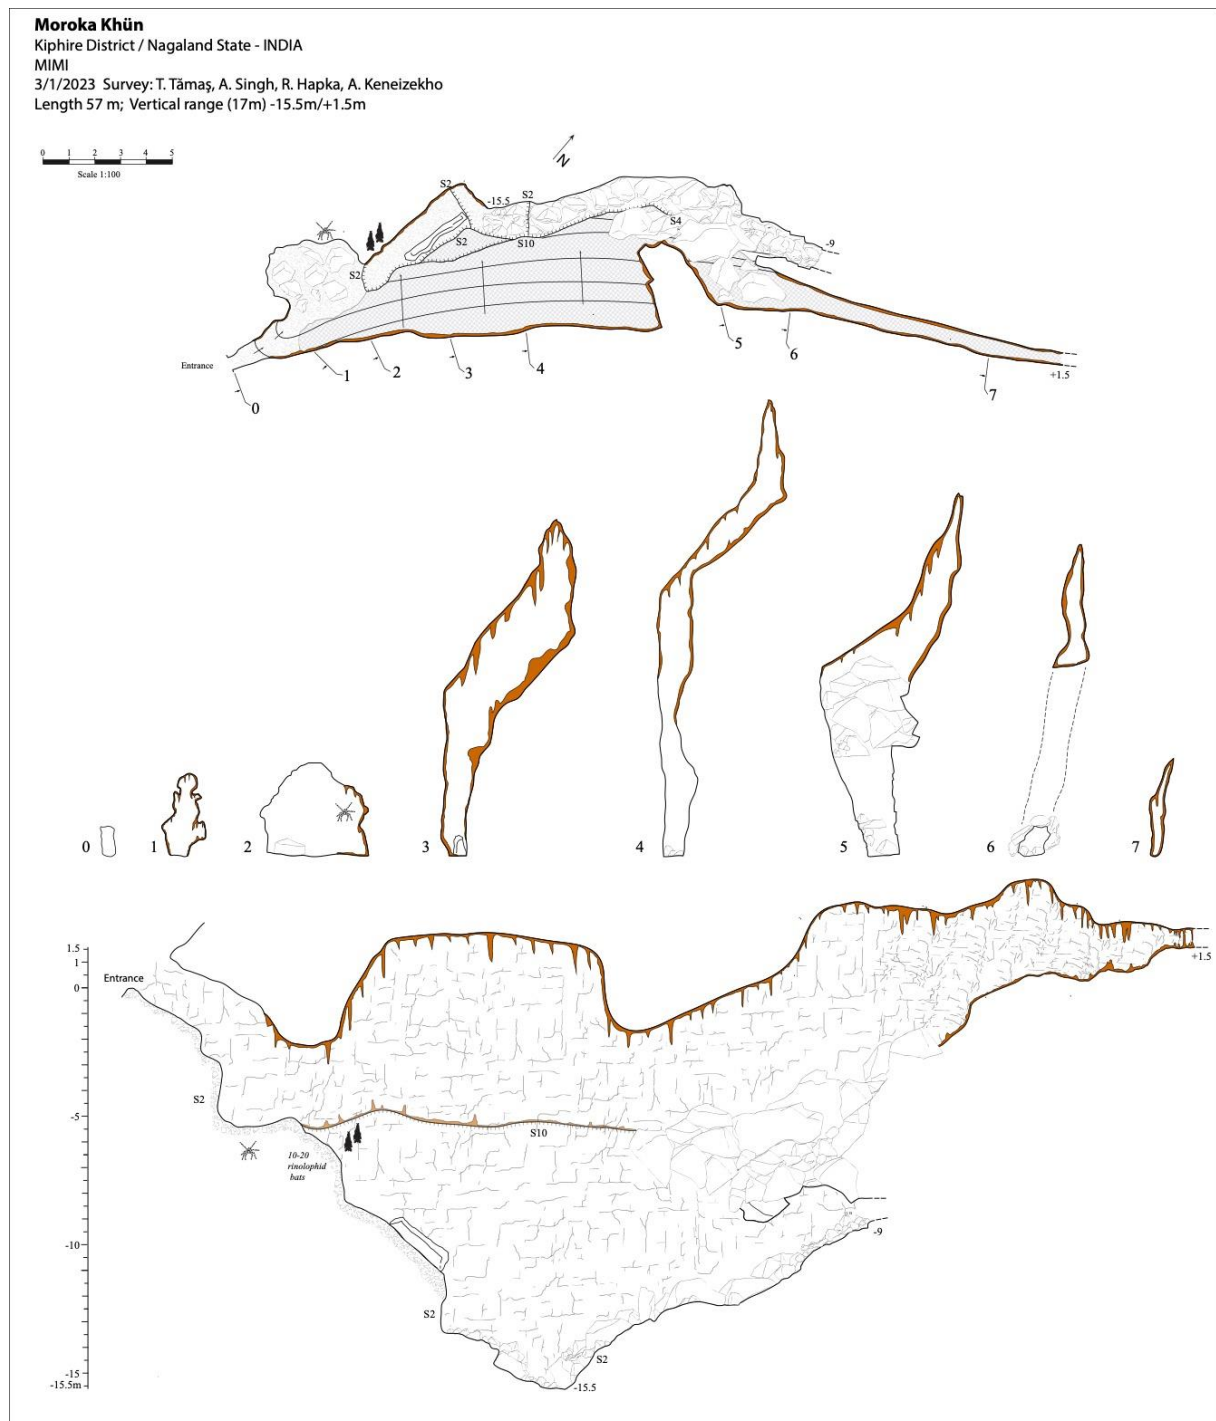 Moroka Khün
Kiphire District / Nagaland State - INDIA
MIMI
3/1/2023 Survey: T. Tămaş, A. Singh, R. Hapka, A. Keneizekho
Length 57 m; Vertical range (17m) -15.5m/+1.5m
0 1 2 3 4 5
Scale 1:100
N
S2
-15.5
S2
S4
S2
S10
-9
S2
Entrance
+1.5
0
1
2
3
4
5
6
7
0
1
2
3
4
5
6
7
1.5
1
0
Entrance
+1.5
S2
-5
S10
10-20
rinolophid
bats
-9
-10
S2
S2
-15
-15.5m
-15.5